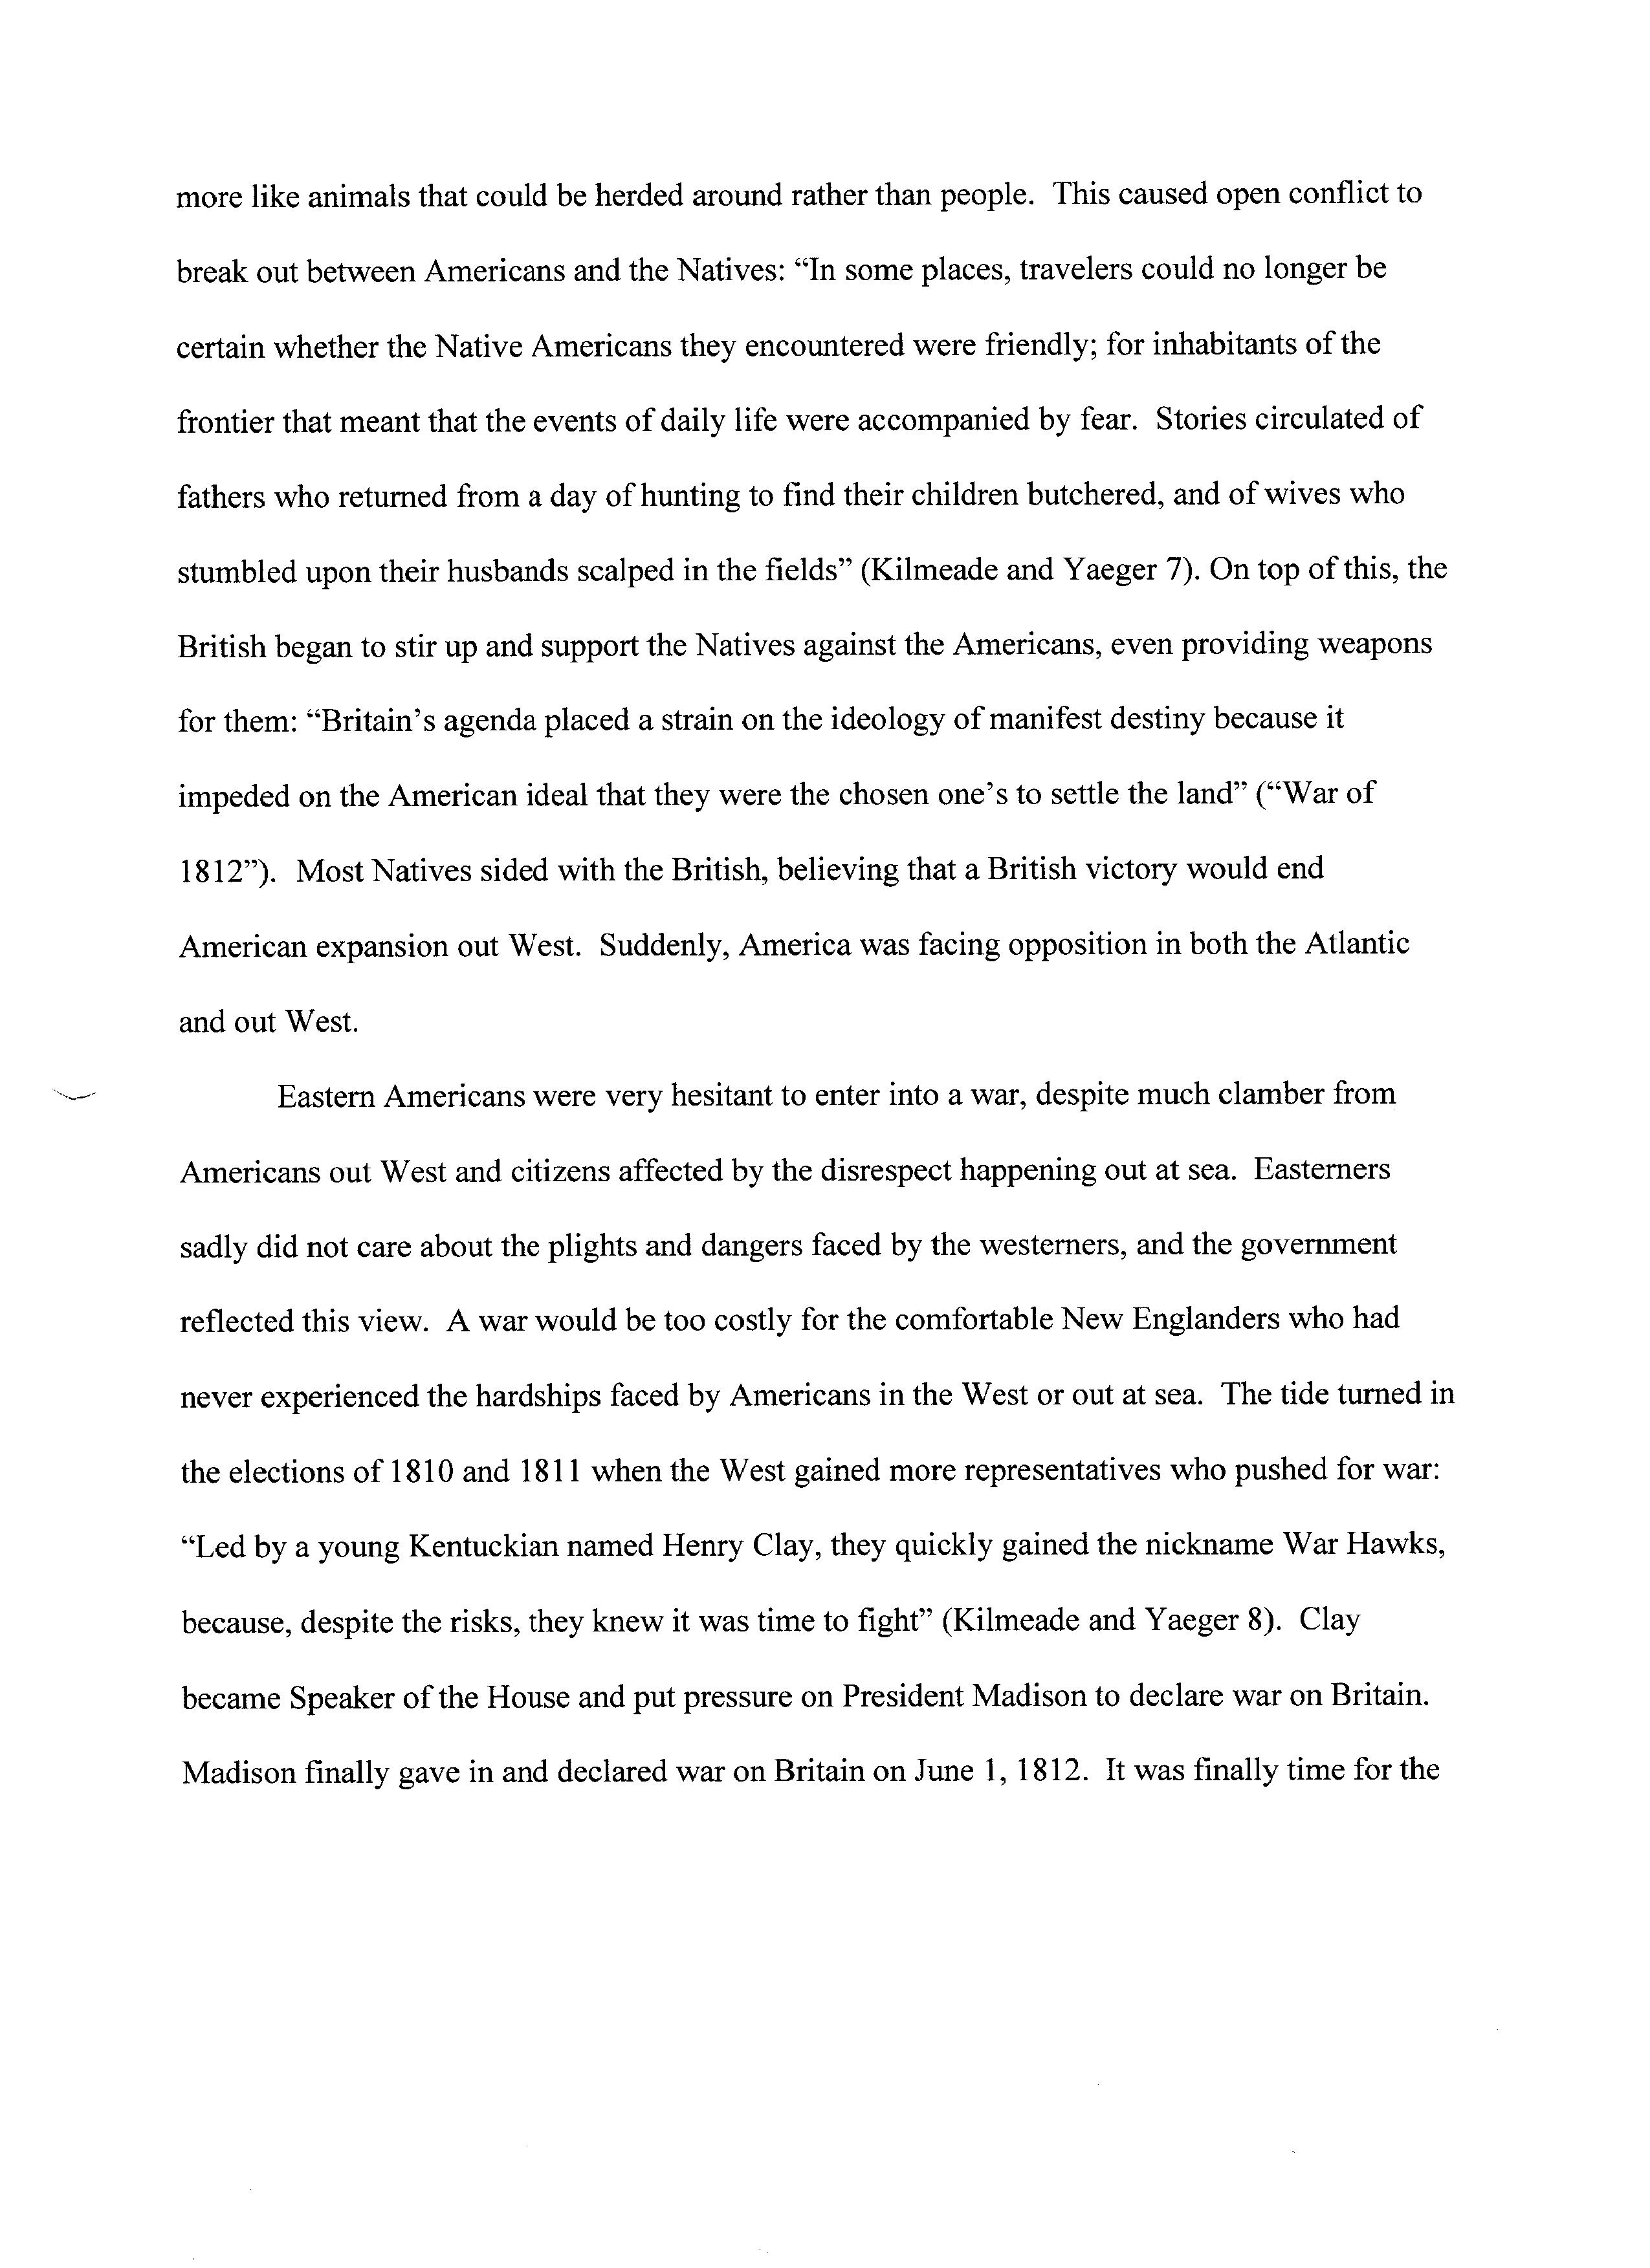 more like animals that could be herded around rather than people.  This caused open conflict to
break out between Americans and the Natives: “In some places, travelers could no longer be
certain whether the Native Americans they encountered were friendly; for inhabitants of the
frontier that meant that the events of daily life were accompanied by fear.  Stories circulated of
fathers who returned from a day of hunting to find their children butchered, and of wives who
stumbled upon their husbands scalped in the fields” (Kilmeade and Yaeger 7). On top of this, the
British began to stir up and support the Natives against the Americans, even providing weapons
for them: “Britain’s agenda placed a strain on the ideology of manifest destiny because it
impeded on the American ideal that they were the chosen one’s to settle the land” (“War of
1812”).  Most Natives sided with the British, believing that a British victory would end
American expansion out West.  Suddenly, America was facing opposition in both the Atlantic
and out West.
Eastern Americans were very hesitant to enter into a war, despite much clamber from
Americans out West and citizens affected by the disrespect happening out at sea.  Easterners
sadly did not care about the plights and dangers faced by the westerners, and the government
reflected this view.  A war would be too costly for the comfortable New Englanders who had
never experienced the hardships faced by Americans in the West or out at sea.  The tide turned in
the elections of 1810 and 1811 when the West gained more representatives who pushed for war:
“Led by a young Kentuckian named Henry Clay, they quickly gained the nickname War Hawks,
because, despite the risks, they knew it was time to fight” (Kilmeade and Yaeger 8).  Clay
became Speaker of the House and put pressure on President Madison to declare war on Britain.
Madison finally gave in and declared war on Britain on June 1, 1812.  It was finally time for the